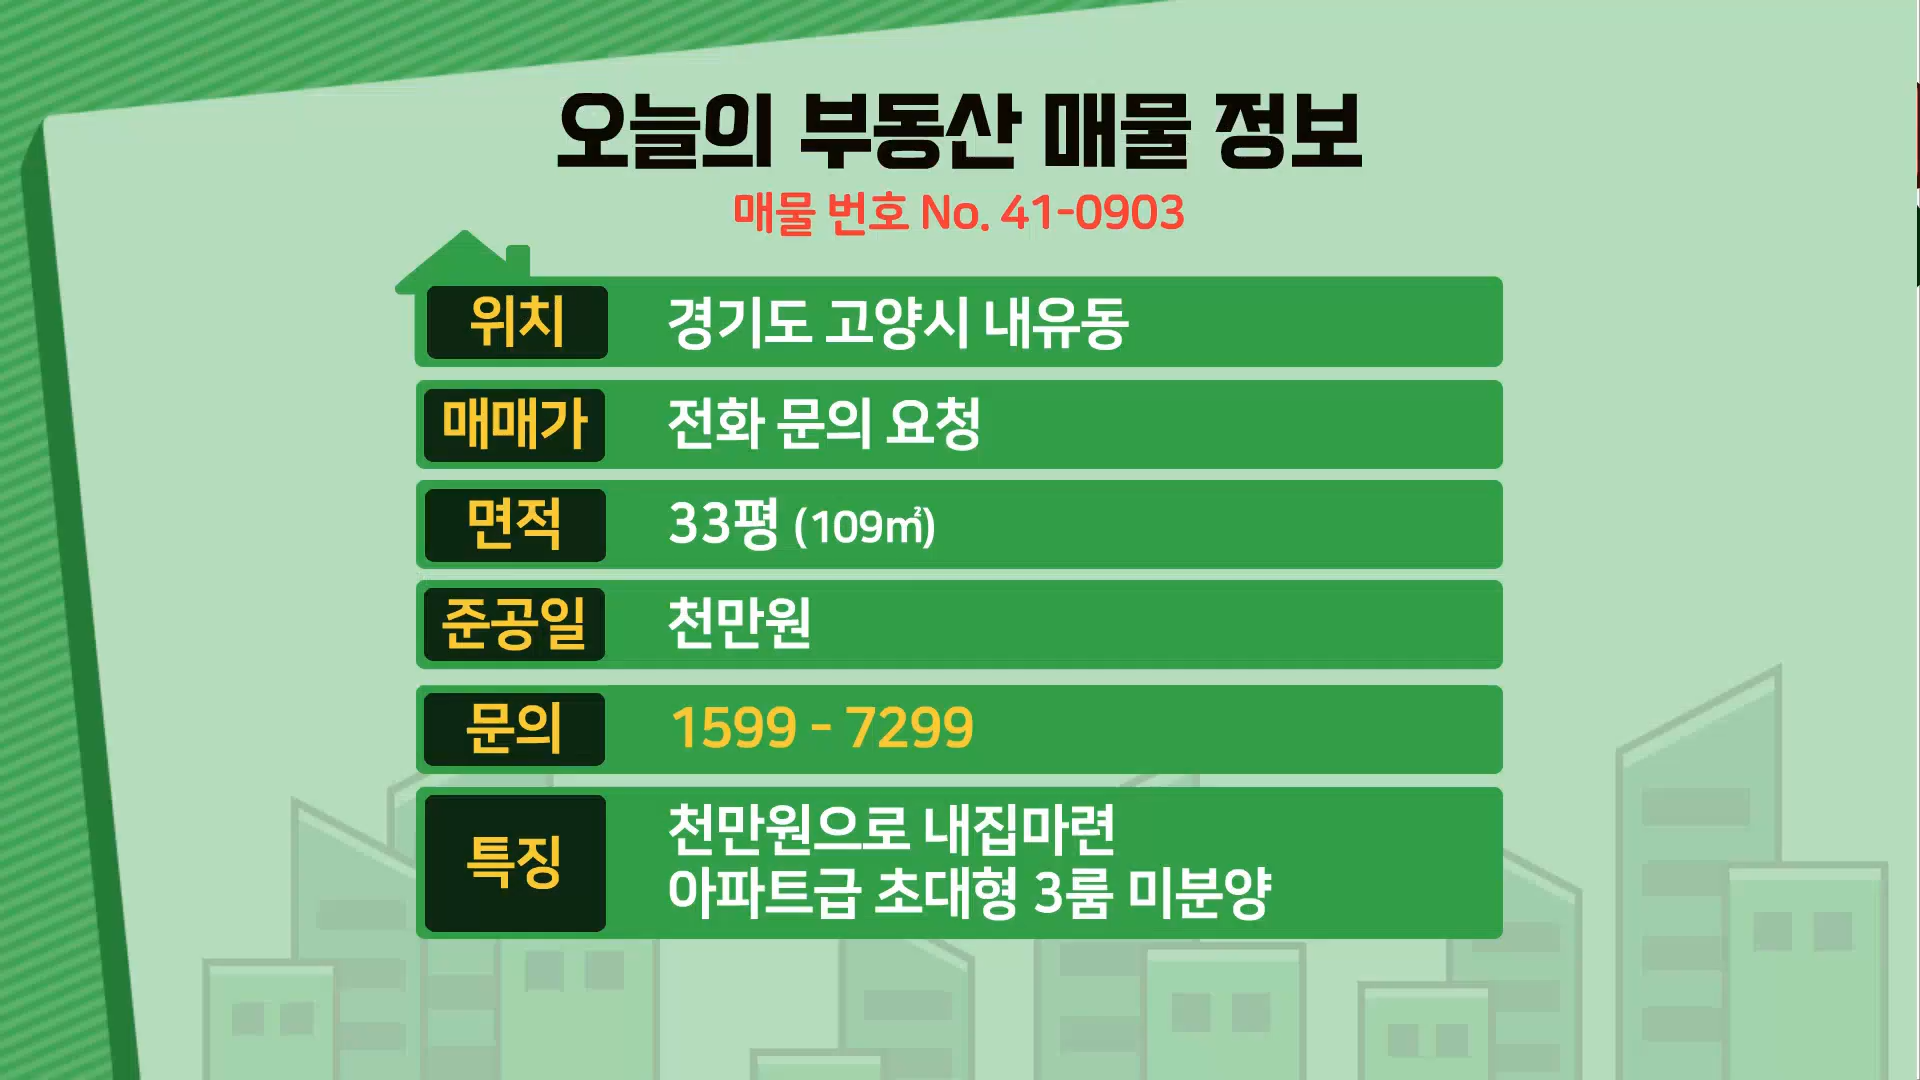 오늘의 부동산 매물 정보
매물 번호 No. 41-0903
위치 경기도 고양시 내유동
매매가 전화 문의 요청
면적 33평 (109㎡)
준공일 천만원
문의 1599 - 7299
특징 천만원으로 내집마련
아파트급 초대형 3룸 미분양